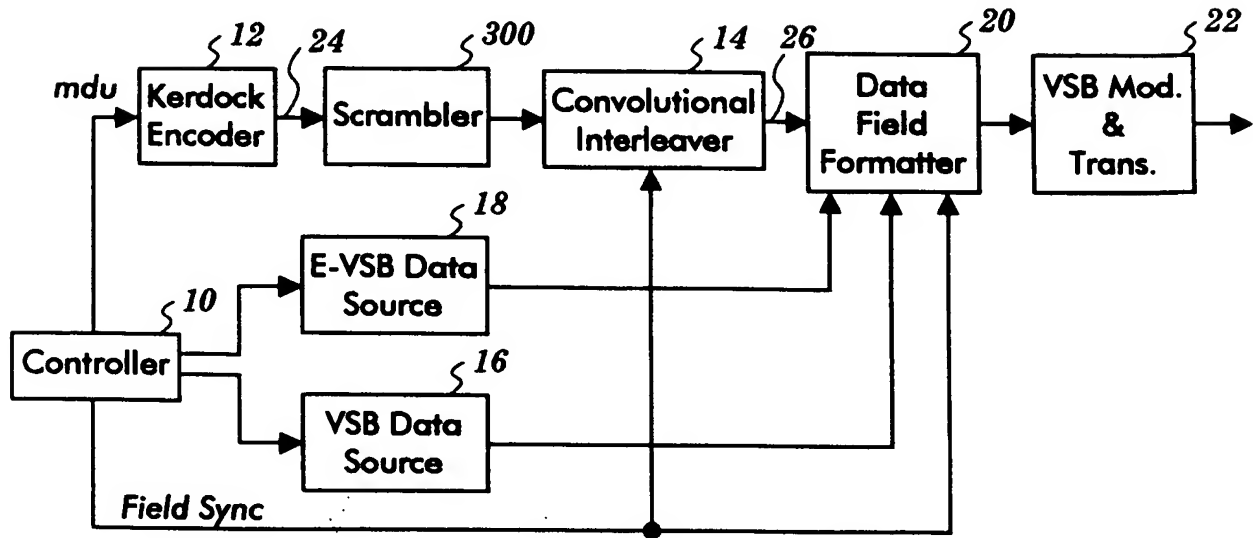 12
24
300
14
26
20
22
mdu
Kerdock
Encoder
Scrambler
Convolutional
Interleaver
Data
Field
Formatter
VSB Mod.
&
Trans.
18
E-VSB Data
Source
10
Controller
16
VSB Data
Source
Field Sync